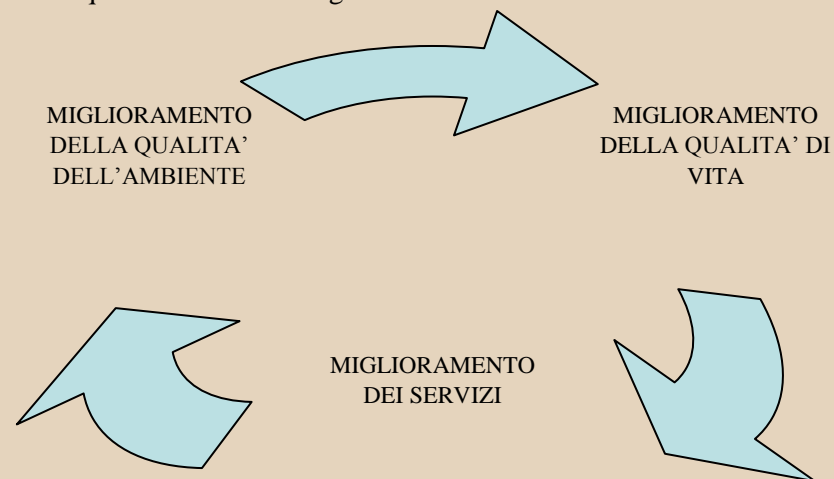 MIGLIORAMENTO
DELLA QUALITA’
DELL’AMBIENTE
MIGLIORAMENTO
DELLA QUALITA’ DI
VITA
MIGLIORAMENTO
DEI SERVIZI